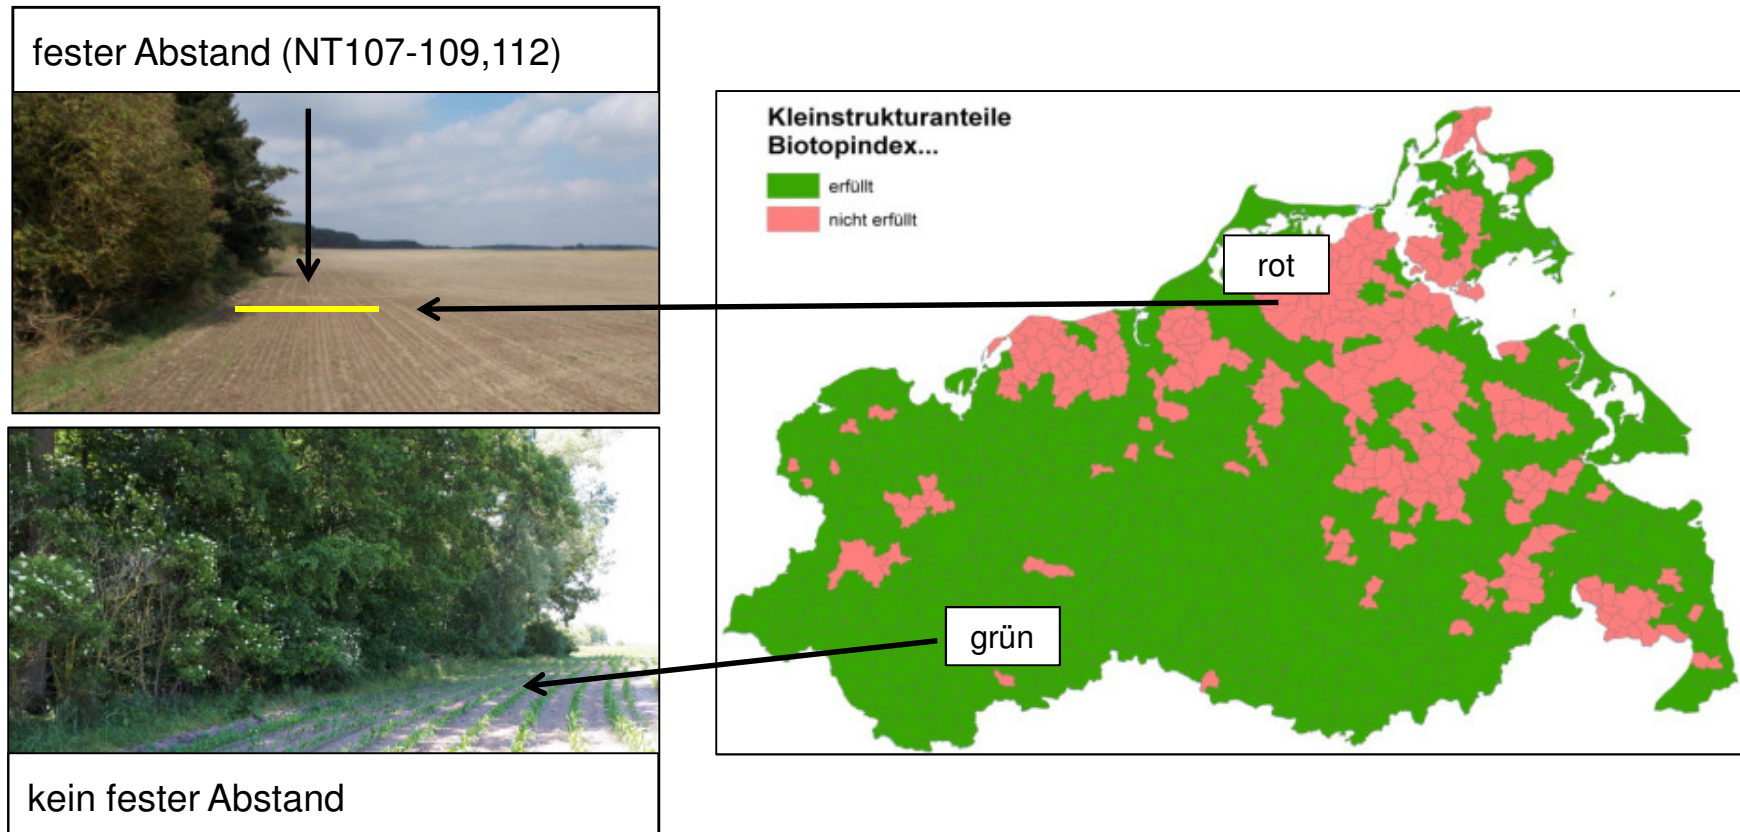 fester Abstand (NT107-109,112)
Kleinstrukturanteile
Biotopindex...
erfüllt
nicht erfüllt
rot
grün
kein fester Abstand